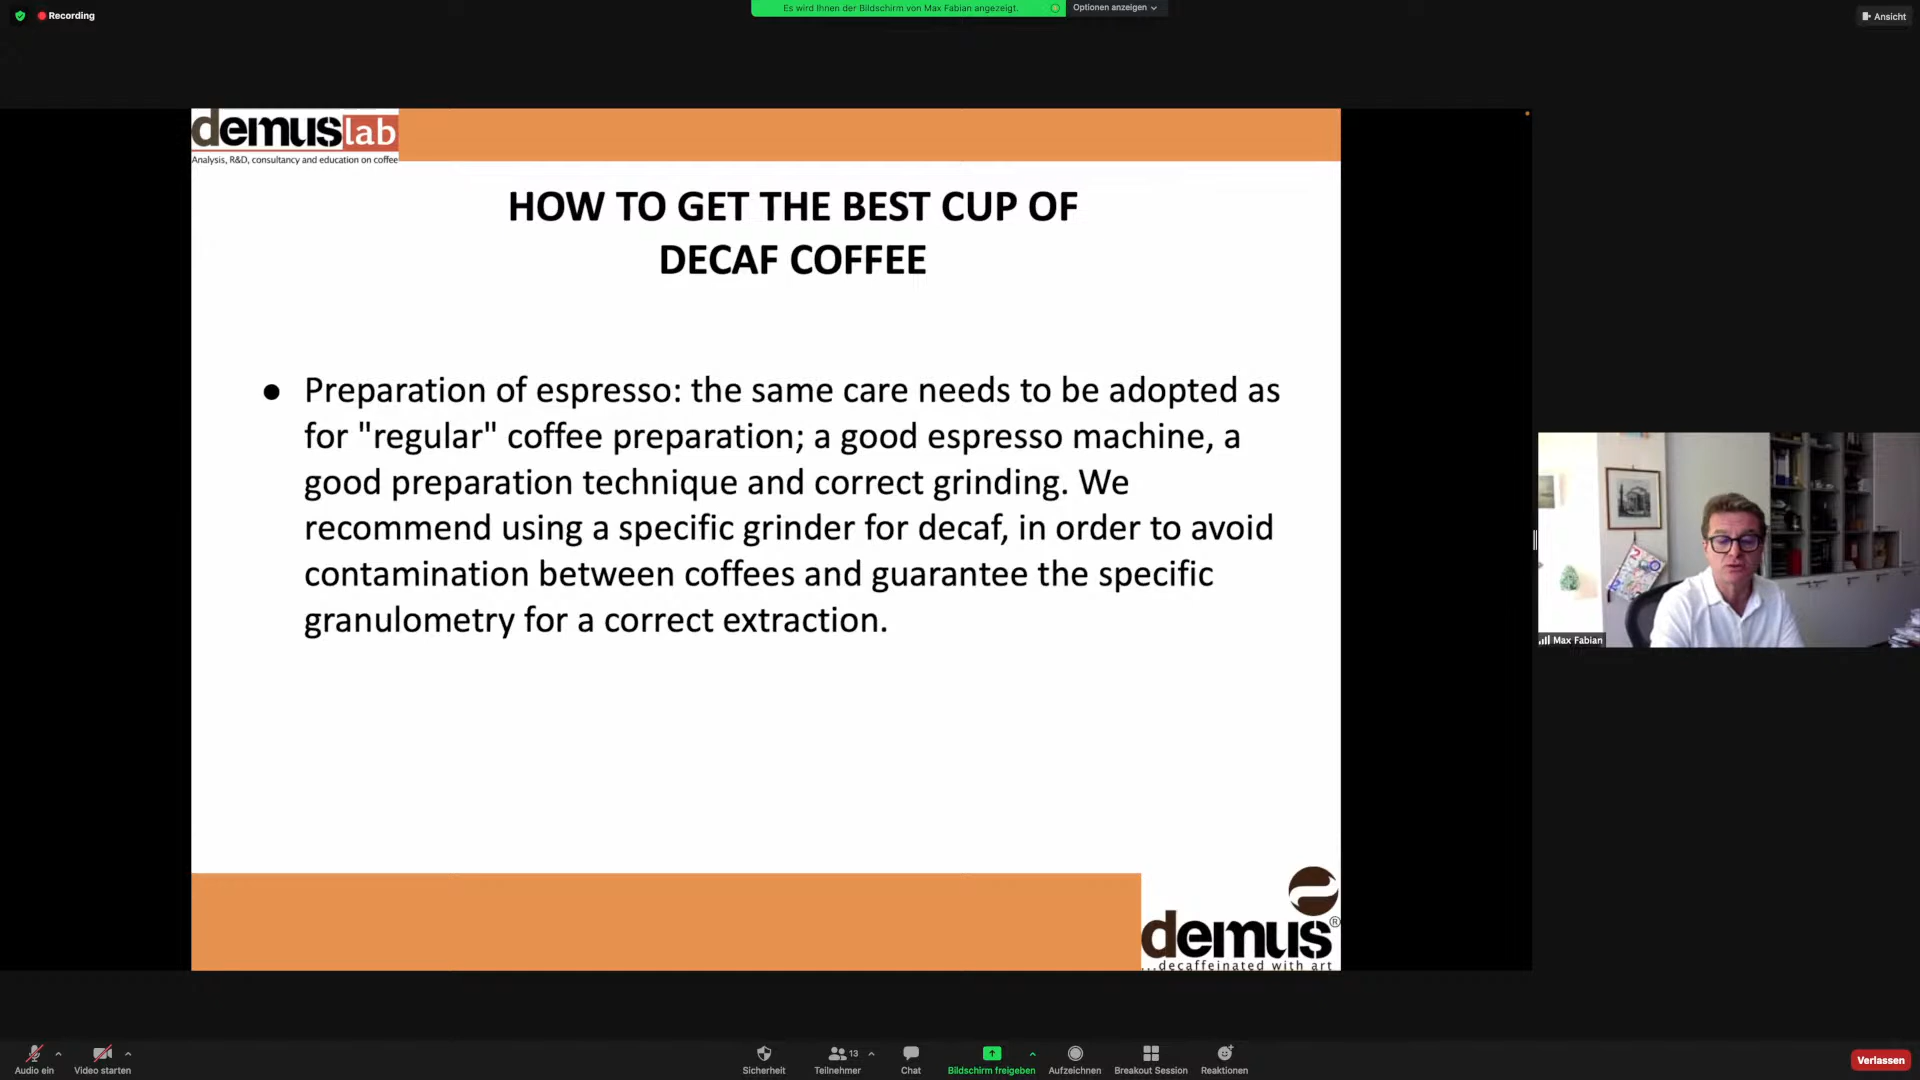 Recording
Es wird Ihnen der Bildschirm von Max Fabian angezeigt.
Optionen anzeigen
Ansicht
demuslab
Analysis, R&D, consultancy and education on coffee
HOW TO GET THE BEST CUP OF
DECAF COFFEE
● Preparation of espresso: the same care needs to be adopted as
for "regular" coffee preparation; a good espresso machine, a
good preparation technique and correct grinding. We
recommend using a specific grinder for decaf, in order to avoid
contamination between coffees and guarantee the specific
granulometry for a correct extraction.
Max Fabian
demus®
...decaffeinated with art
Audio ein
Video starten
Sicherheit
13
Teilnehmer
Chat
Bildschirm freigeben
Aufzeichnen
Breakout Session
Reaktionen
Verlassen